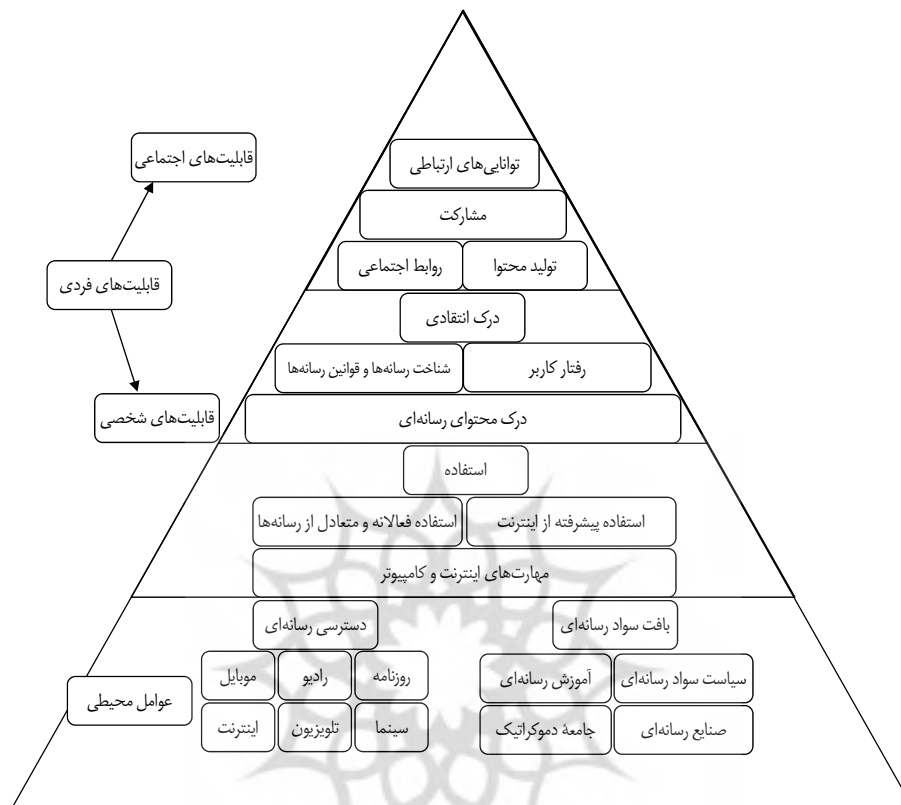 توانایی‌های ارتباطی
قابلیت‌های اجتماعی
مشارکت
تولید محتوا
روابط اجتماعی
قابلیت‌های فردی
درک انتقادی
رفتار کاربر
شناخت رسانه‌ها و قوانین رسانه‌ها
درک محتوای رسانه‌ای
قابلیت‌های شخصی
استفاده
استفاده پیشرفته از اینترنت
استفاده فعالانه و متعادل از رسانه‌ها
مهارت‌های اینترنت و کامپیوتر
بافت سواد رسانه‌ای
سیاست سواد رسانه‌ای
آموزش رسانه‌ای
صنایع رسانه‌ای
جامعهٔ دموکراتیک
دسترسی رسانه‌ای
روزنامه
رادیو
موبایل
سینما
تلویزیون
اینترنت
عوامل محیطی